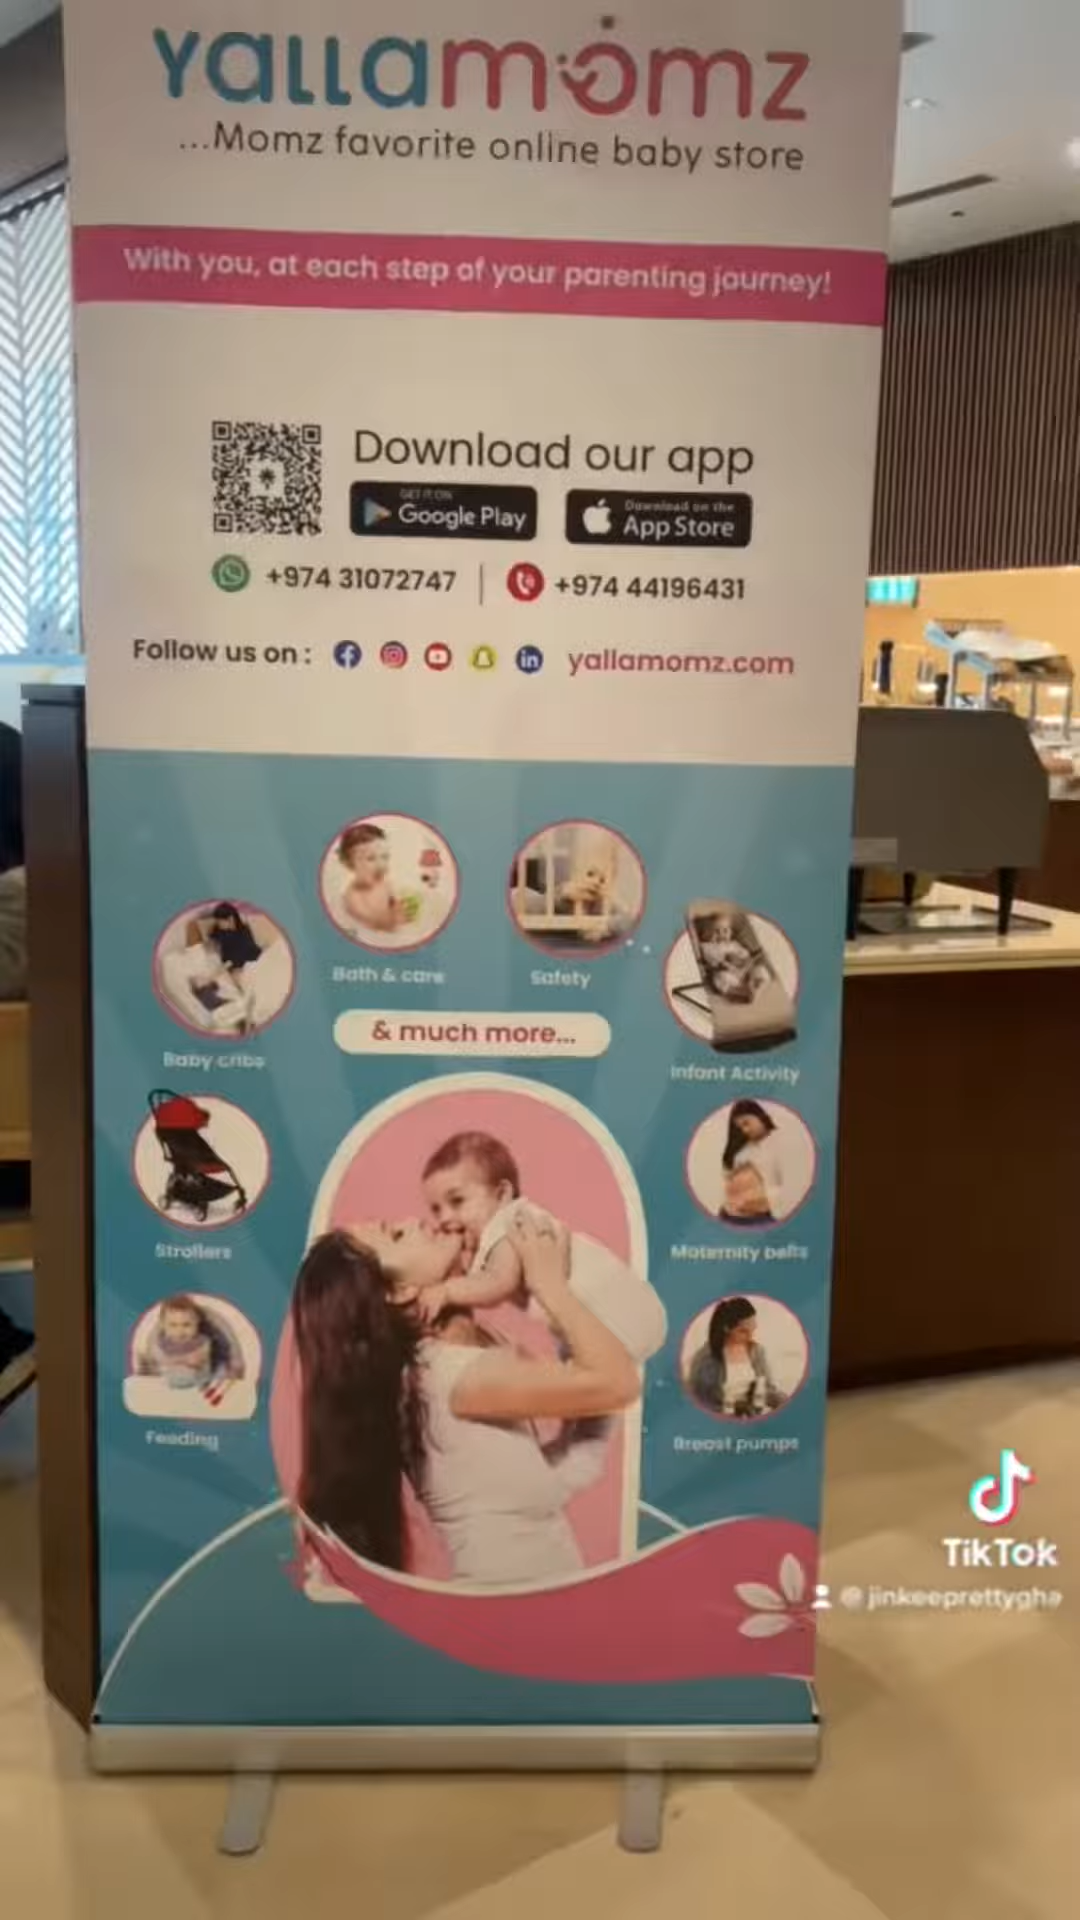 yallamomz
...Momz favorite online baby store
With you, at each step of your parenting journey!
Download our app
GET IT ON
Google Play
Download on the
App Store
+974 31072747 | +974 44196431
Follow us on : yallamomz.com
Bath & care
Safety
Baby cribs
& much more...
Infant Activity
Strollers
Maternity belts
Feeding
Breast pumps
TikTok
@jinkeeprettygha